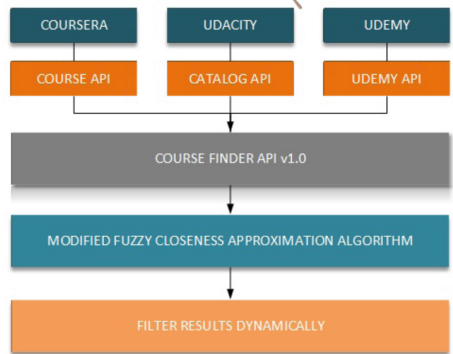 COURSERA
UDACITY
UDEMY
COURSE API
CATALOG API
UDEMY API
COURSE FINDER API v1.0
MODIFIED FUZZY CLOSENESS APPROXIMATION ALGORITHM
FILTER RESULTS DYNAMICALLY